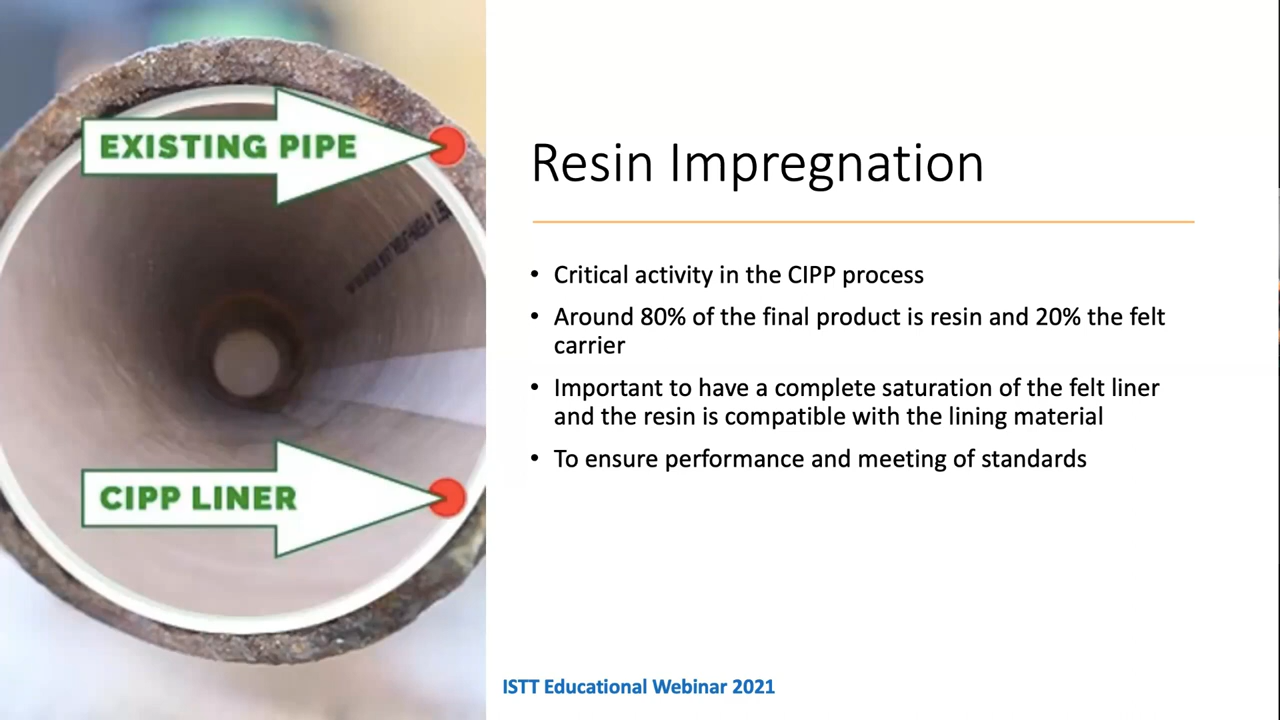 EXISTING PIPE
CIPP LINER
Resin Impregnation
• Critical activity in the CIPP process
• Around 80% of the final product is resin and 20% the felt
carrier
• Important to have a complete saturation of the felt liner
and the resin is compatible with the lining material
• To ensure performance and meeting of standards
ISTT Educational Webinar 2021